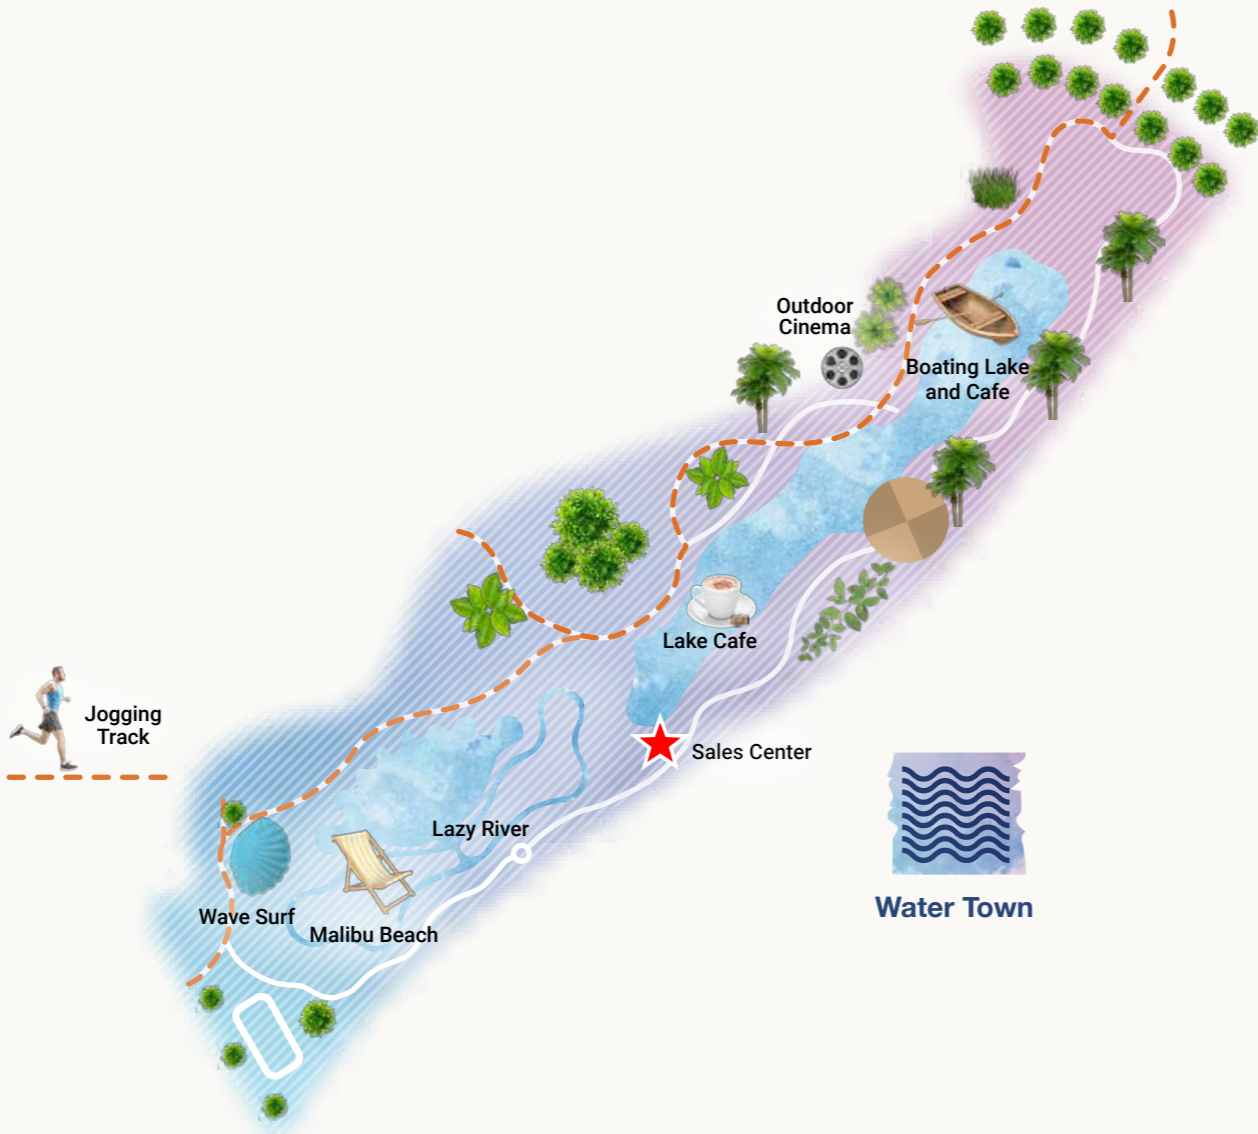 Outdoor
Cinema
Boating Lake
and Cafe
Lake Cafe
Jogging
Track
Sales Center
Lazy River
Wave Surf
Malibu Beach
Water Town